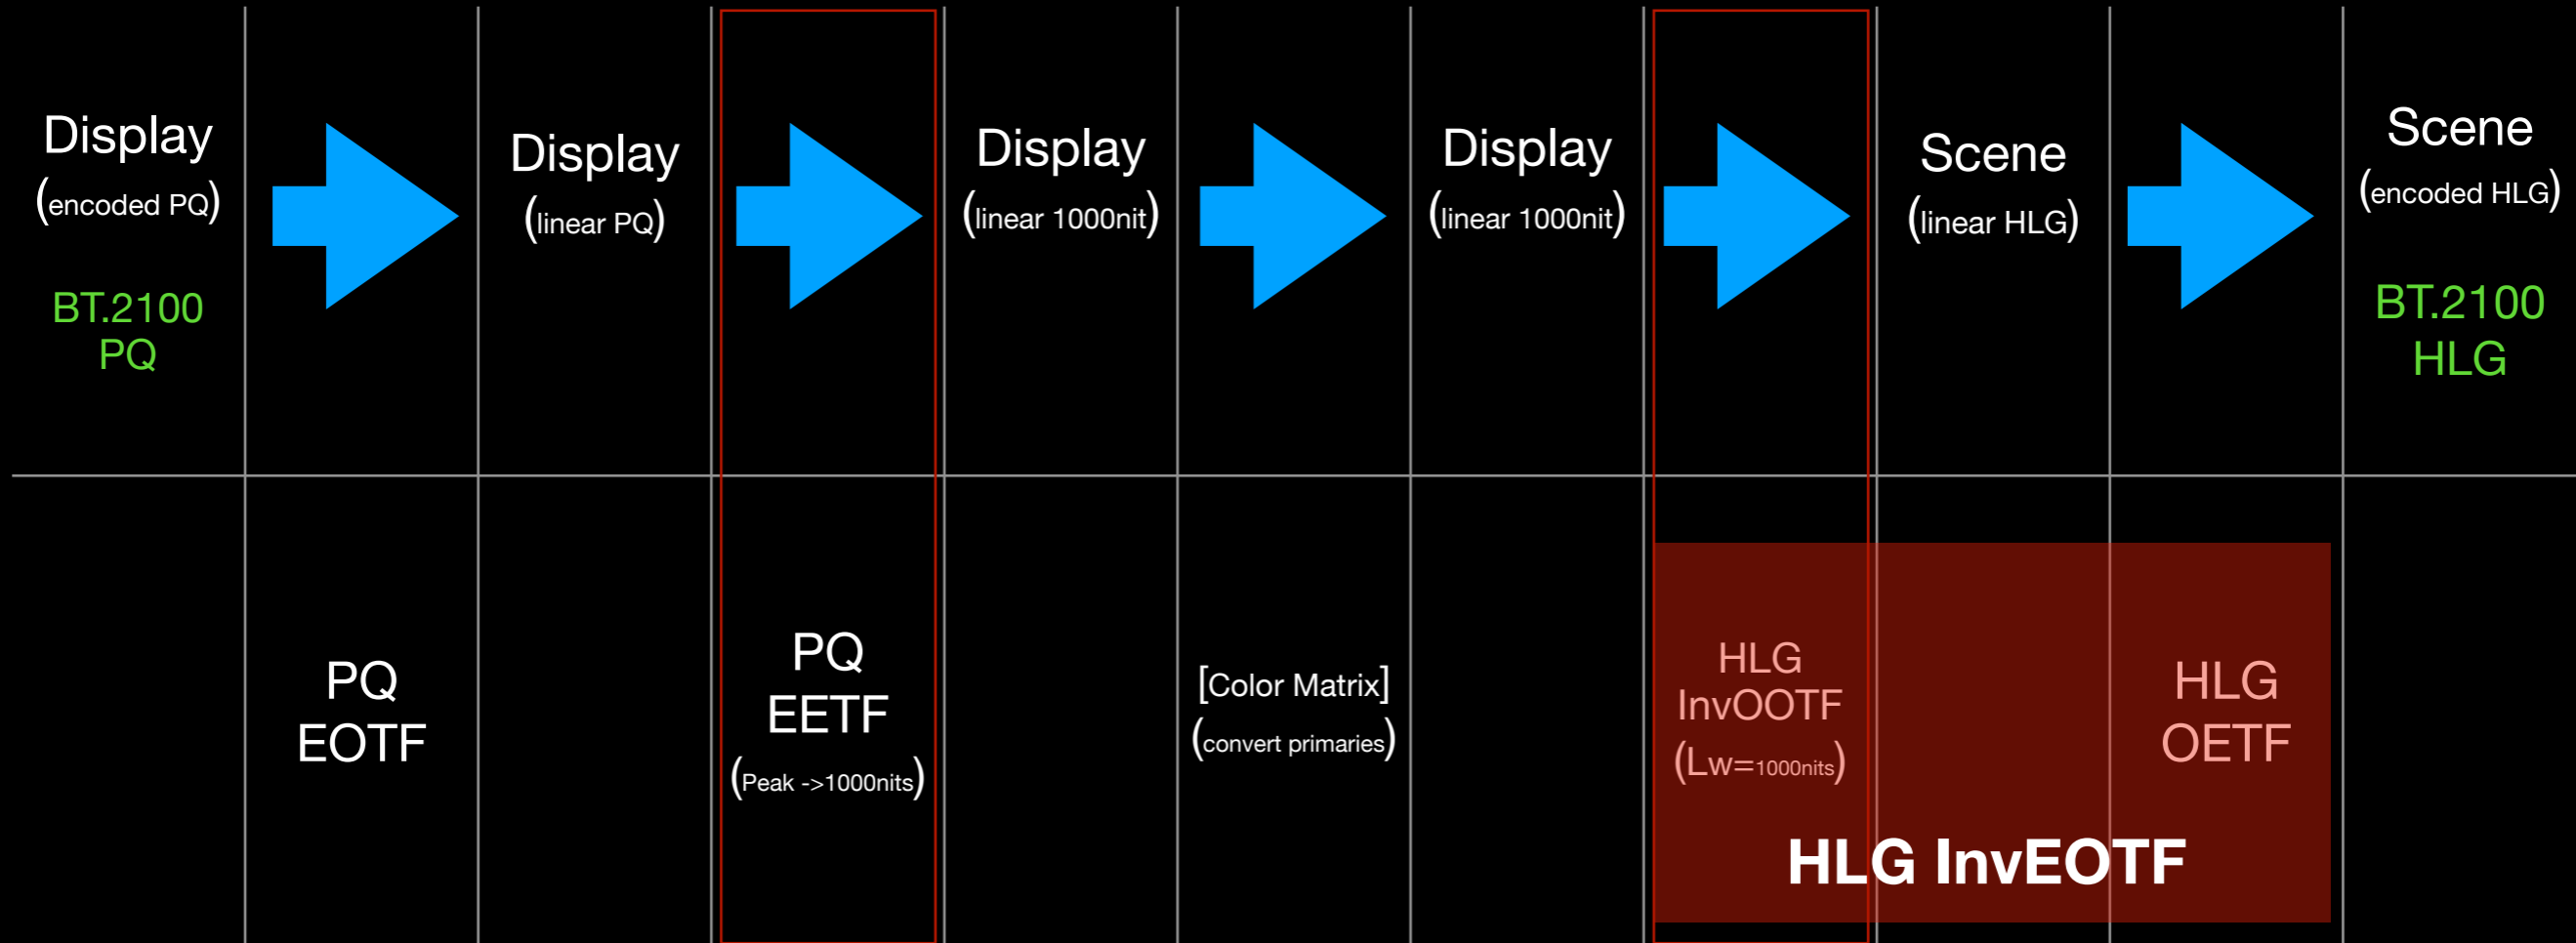 Display
(encoded PQ)
BT.2100
PQ
Display
(linear PQ)
Display
(linear 1000nit)
Display
(linear 1000nit)
Scene
(linear HLG)
Scene
(encoded HLG)
BT.2100
HLG
PQ
EOTF
PQ
EETF
(Peak ->1000nits)
[Color Matrix]
(convert primaries)
HLG
InvOOTF
(Lw=1000nits)
HLG
OETF
HLG InvEOTF